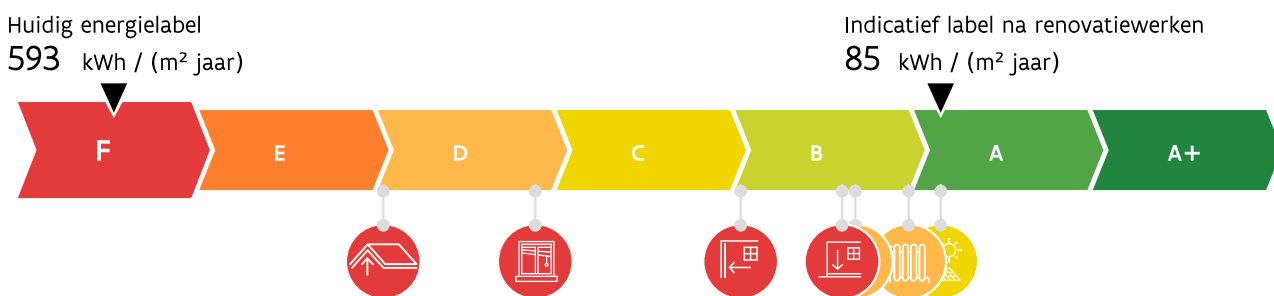 Huidig energielabel
593 kWh / (m² jaar)
Indicatief label na renovatiewerken
85 kWh / (m² jaar)
F E D C B A A+